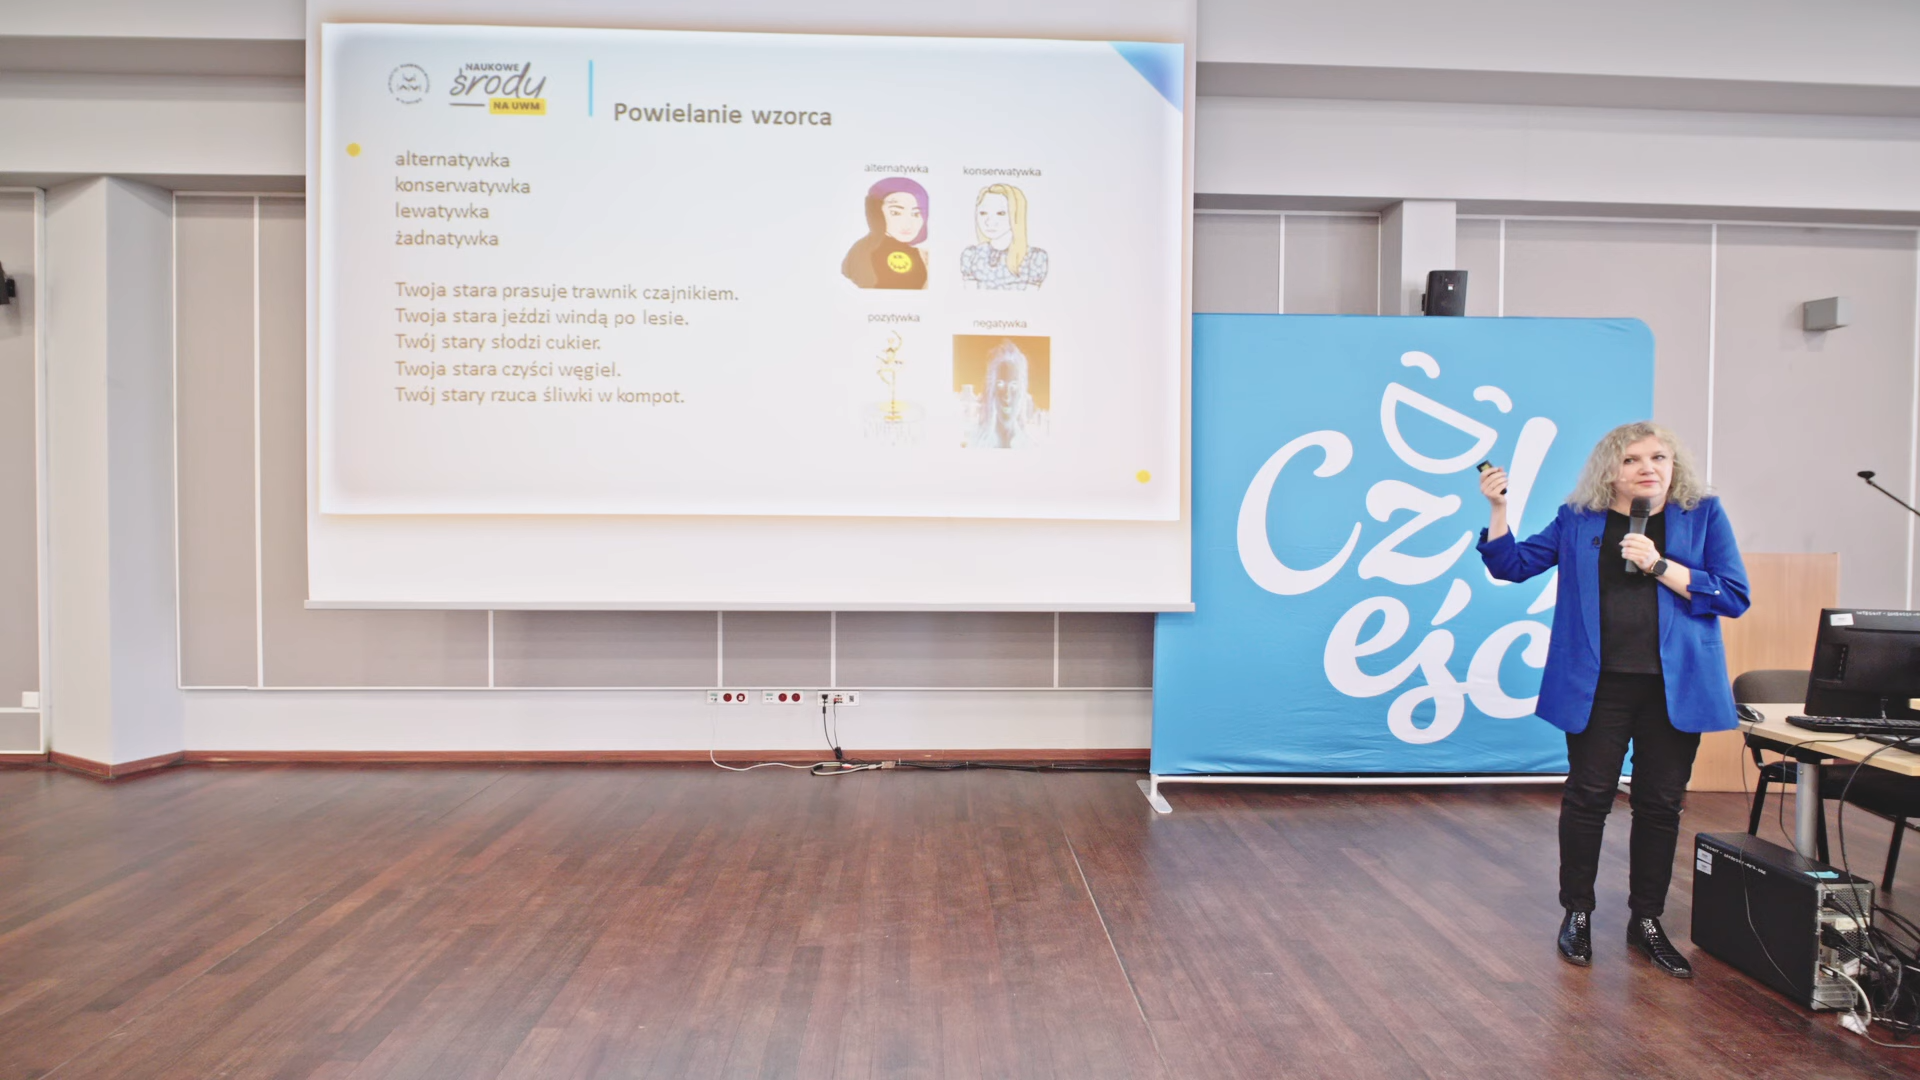 NAUKOWE
środy
NA UWM
Powielanie wzorca
alternatywka
konserwatywka
lewatywka
żadnatywka
Twoja stara prasuje trawnik czajnikiem.
Twoja stara jeździ windą po lesie.
Twój stary słodzi cukier.
Twoja stara czyści węgiel.
Twój stary rzuca śliwki w kompot.
alternatywka
konserwatywka
pozytywka
negatywka
Czł
eść